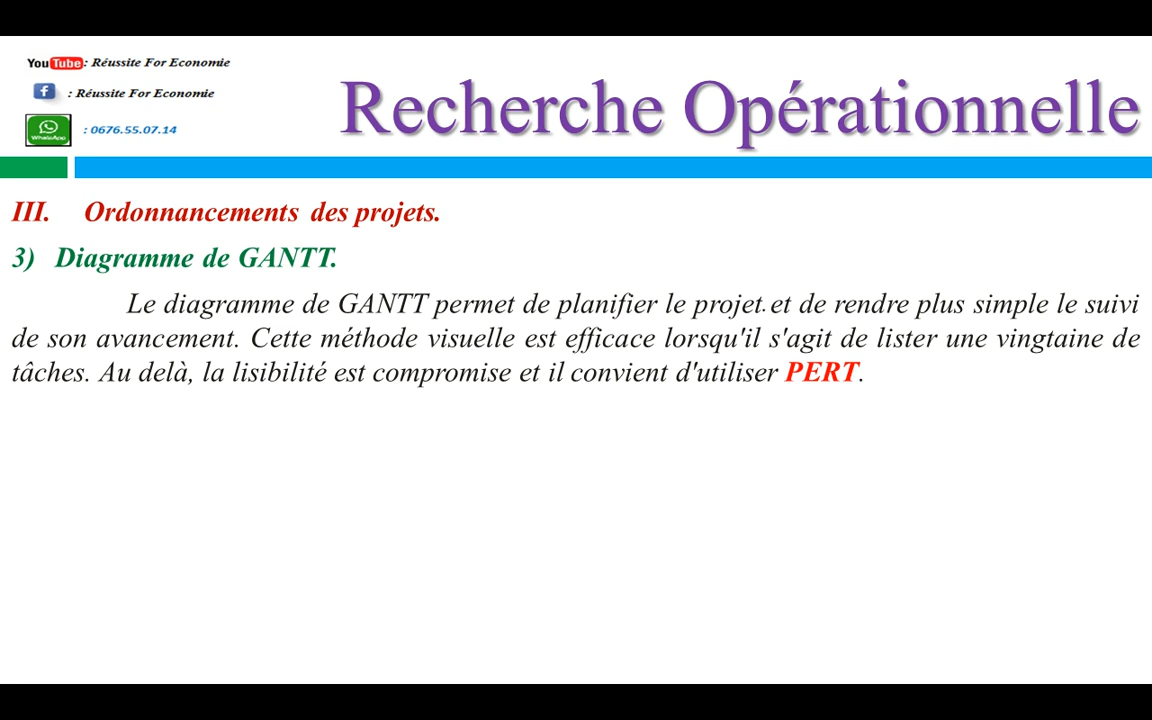 YouTube : Réussite For Economie
f : Réussite For Economie
WhatsApp : 0676.55.07.14
Recherche Opérationnelle
III. Ordonnancements des projets.
3) Diagramme de GANTT.
Le diagramme de GANTT permet de planifier le projet et de rendre plus simple le suivi
de son avancement. Cette méthode visuelle est efficace lorsqu'il s'agit de lister une vingtaine de
tâches. Au delà, la lisibilité est compromise et il convient d'utiliser PERT.